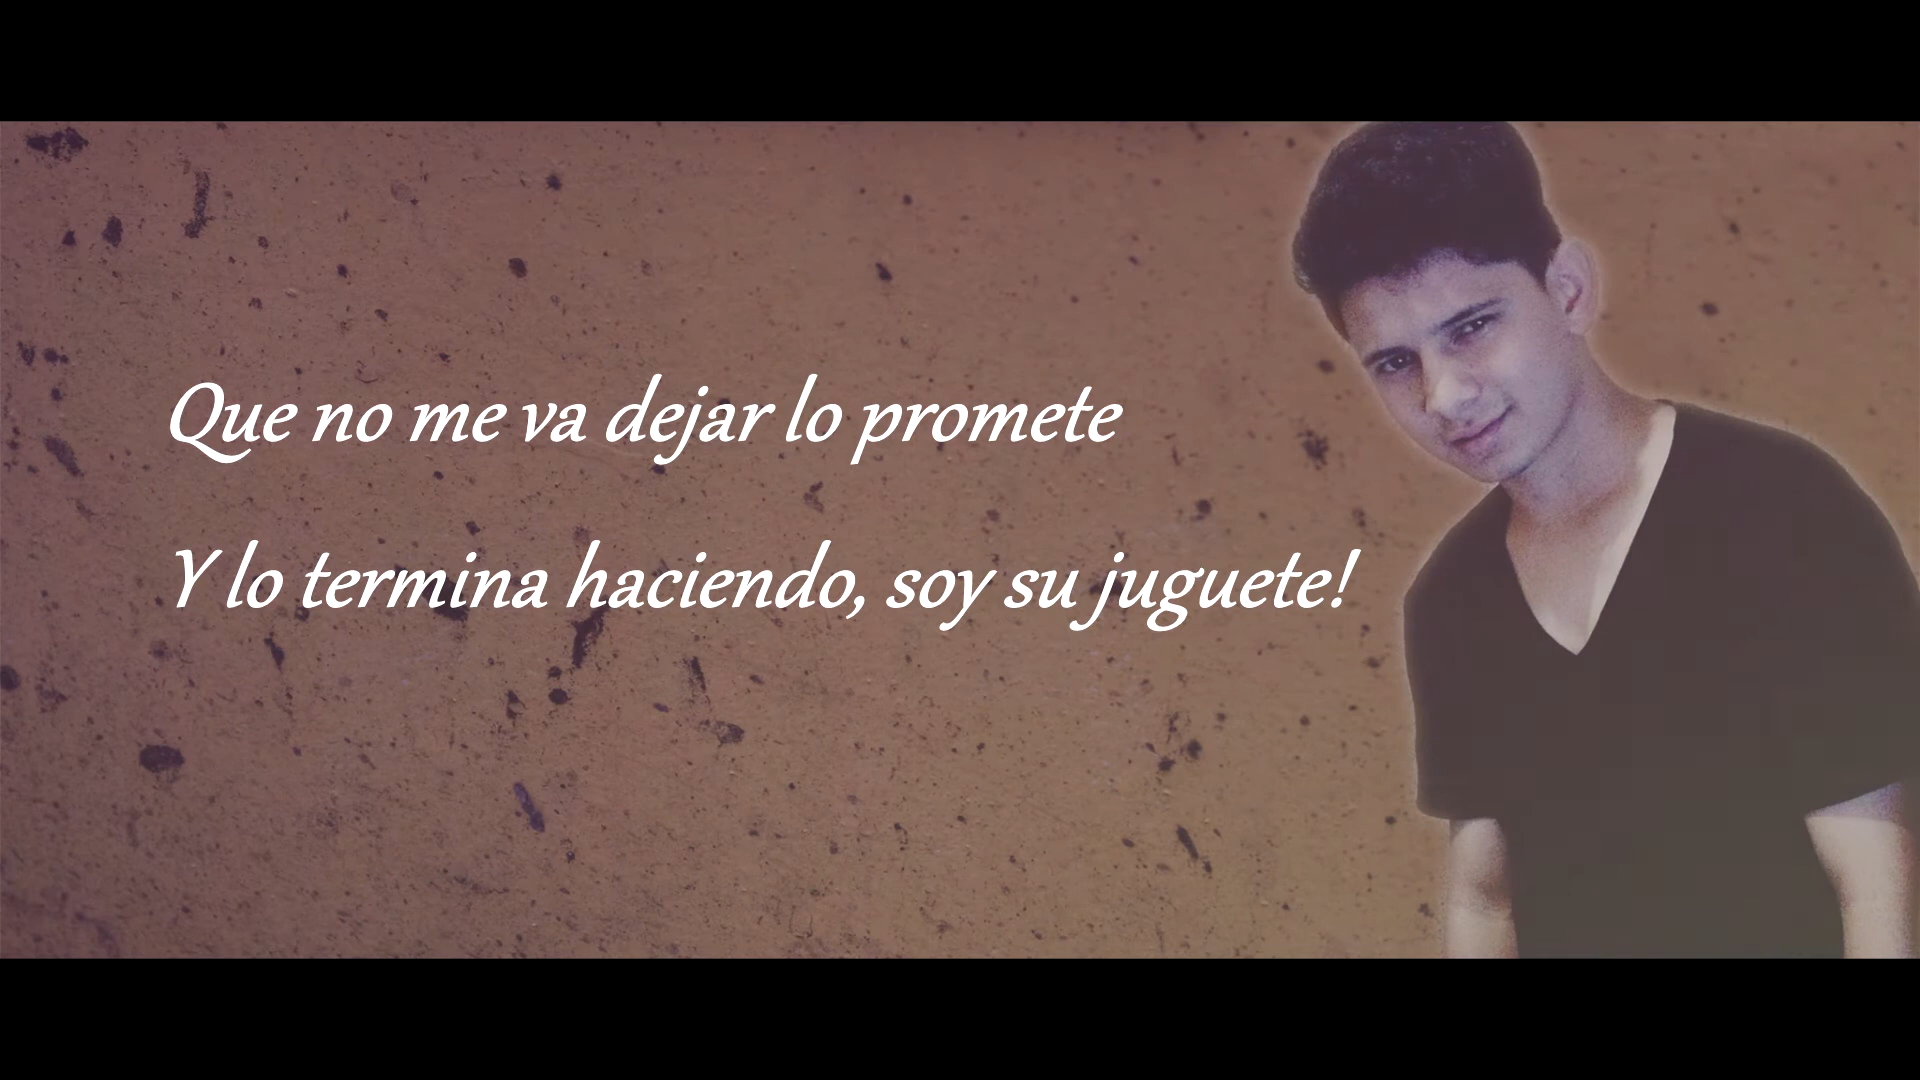 Que no me va dejar lo promete
Y lo termina haciendo, soy su juguete!